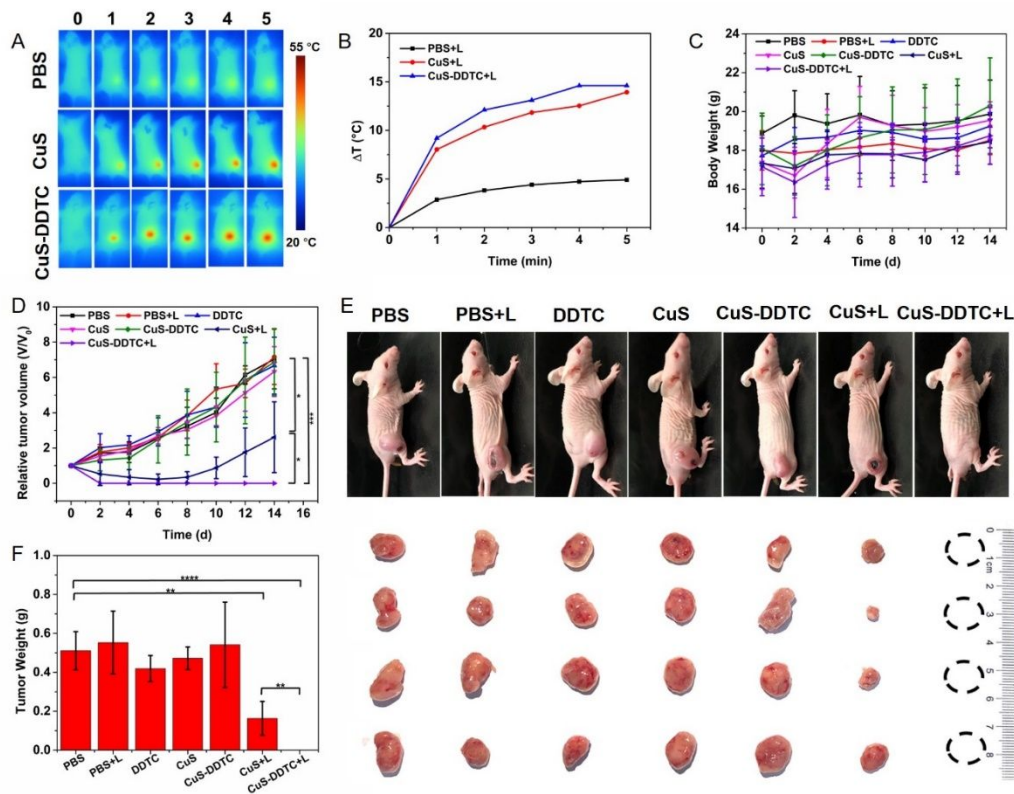 A
0 1 2 3 4 5
PBS
CuS
CuS-DDTC
55 °C
20 °C
B
PBS+L
CuS+L
CuS-DDTC+L
20
15
10
5
0
ΔT (°C)
0 1 2 3 4 5
Time (min)
C
PBS PBS+L DDTC
CuS CuS-DDTC CuS+L
CuS-DDTC+L
24
22
20
18
16
14
Body Weight (g)
0 2 4 6 8 10 12 14
Time (d)
D
PBS PBS+L DDTC
CuS CuS-DDTC CuS+L
CuS-DDTC+L
10
8
6
4
2
0
Relative tumor volume (V/V₀)
* *** *
0 2 4 6 8 10 12 14 16
Time (d)
E
PBS PBS+L DDTC CuS CuS-DDTC CuS+L CuS-DDTC+L
0
1cm
2
3
4
5
6
7
8
F
1.0
0.8
0.6
0.4
0.2
0.0
Tumor Weight (g)
****
**
**
PBS PBS+L DDTC CuS CuS-DDTC CuS+L CuS-DDTC+L